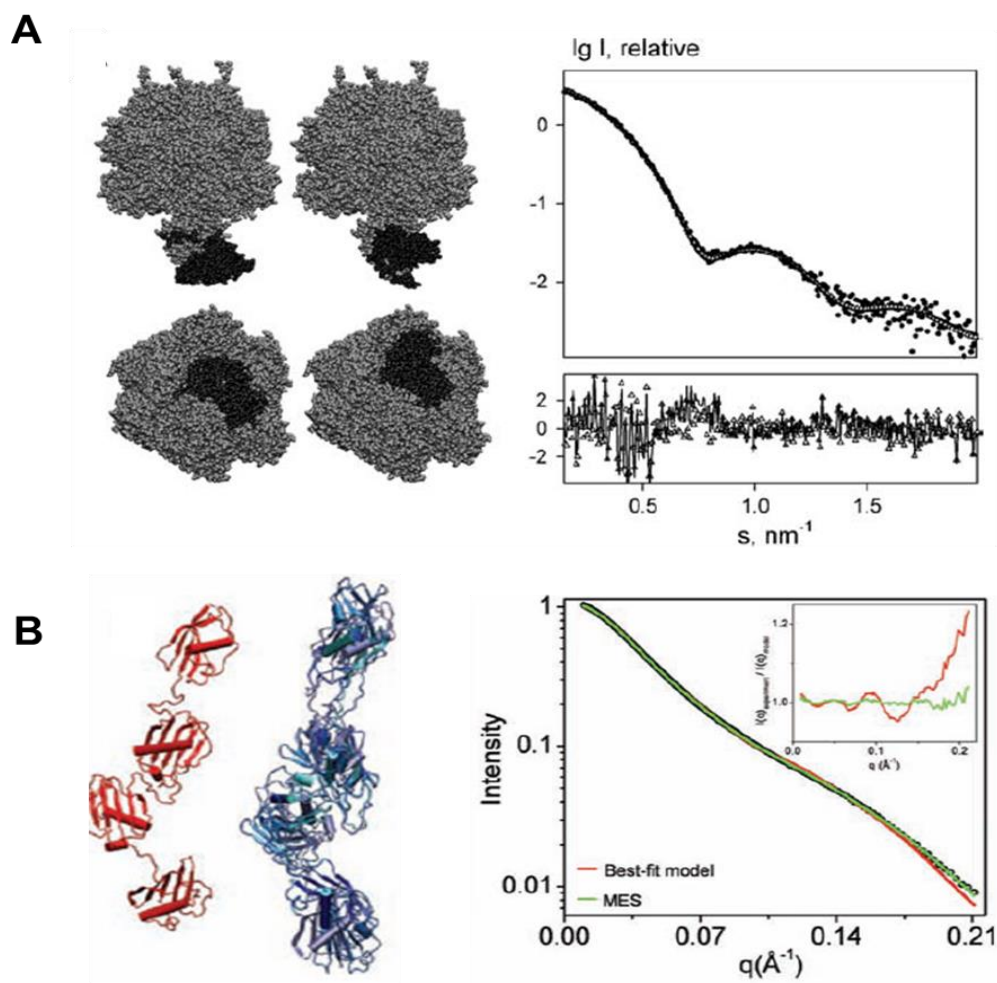 A
lg I, relative
0
-1
-2
2
0
-2
0.5 1.0 1.5
s, nm-1
B
1
0.1
0.01
Intensity
1.2
1.0
I(q)experiment / I(q)model
0.0 0.1 0.2
q (Å-1)
Best-fit model
MES
0.00 0.07 0.14 0.21
q(Å-1)